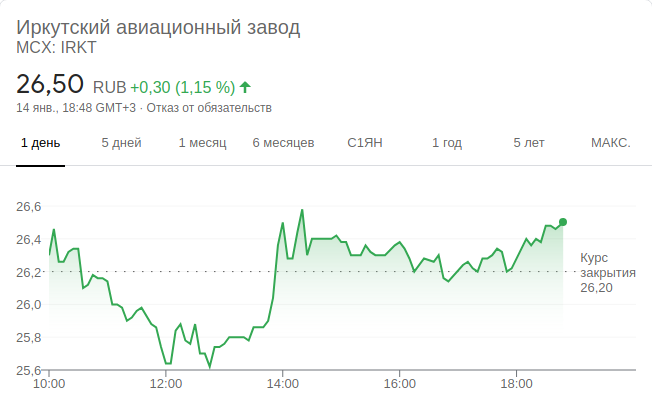 Иркутский авиационный завод
MCX: IRKT
26,50 RUB +0,30 (1,15 %)
14 янв., 18:48 GMT+3 · Отказ от обязательств
1 день 5 дней 1 месяц 6 месяцев С1ЯН 1 год 5 лет МАКС.
26,6
26,4
26,2
26,0
25,8
25,6
Курс
закрытия
26,20
10:00 12:00 14:00 16:00 18:00